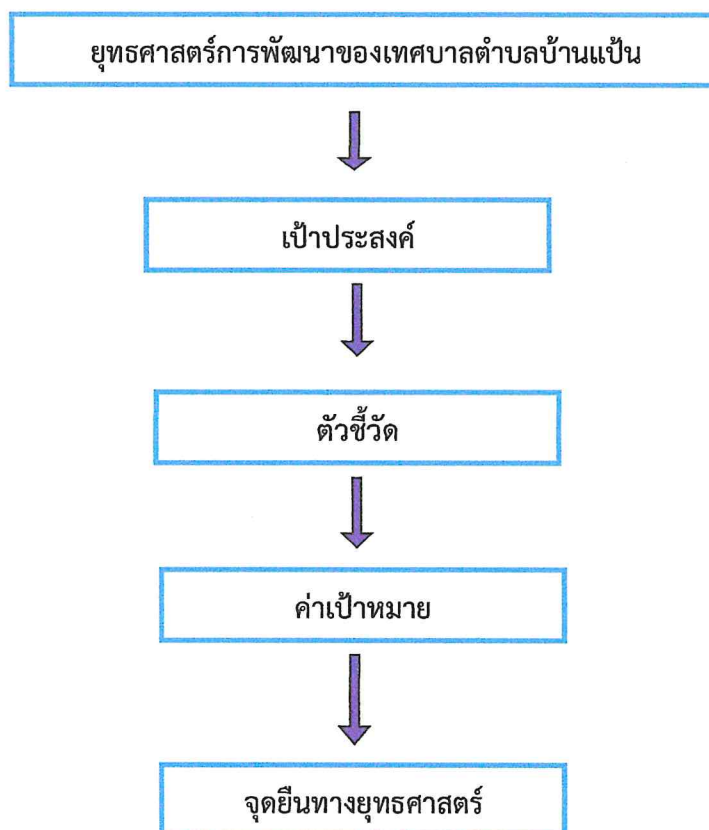 ยุทธศาสตร์การพัฒนาของเทศบาลตำบลบ้านแป้น
เป้าประสงค์
ตัวชี้วัด
ค่าเป้าหมาย
จุดยืนทางยุทธศาสตร์